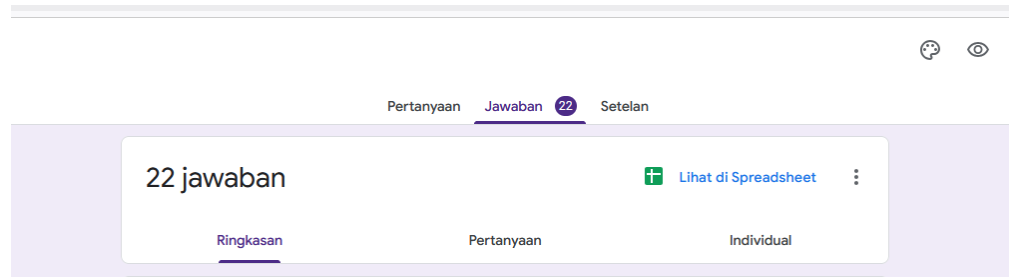 Pertanyaan Jawaban 22 Setelan
22 jawaban Lihat di Spreadsheet
Ringkasan Pertanyaan Individual